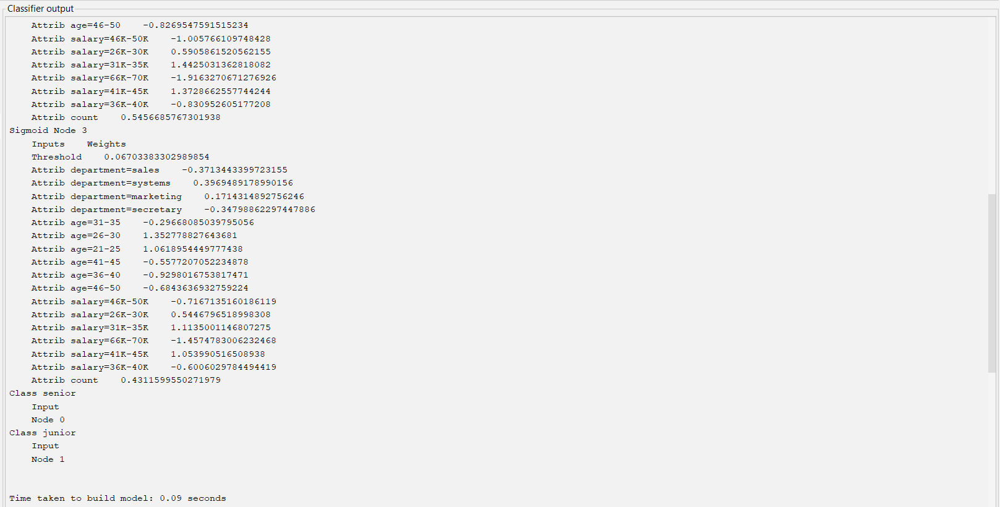 Classifier output
Attrib age=46-50    -0.8269547591515234
Attrib salary=46K-50K    -1.005766109748428
Attrib salary=26K-30K    0.5905861520562155
Attrib salary=31K-35K    1.4425031362818082
Attrib salary=66K-70K    -1.9163270671276926
Attrib salary=41K-45K    1.3728662557744244
Attrib salary=36K-40K    -0.830952605177208
Attrib count    0.5456685767301938
Sigmoid Node 3
Inputs    Weights
Threshold    0.06703383302989854
Attrib department=sales    -0.3713443399723155
Attrib department=systems    0.3969489178990156
Attrib department=marketing    0.1714314892756246
Attrib department=secretary    -0.34798862297447886
Attrib age=31-35    -0.29668085039795056
Attrib age=26-30    1.352778827643681
Attrib age=21-25    1.0618954449777438
Attrib age=41-45    -0.5577207052234878
Attrib age=36-40    -0.9298016753817471
Attrib age=46-50    -0.6843636932759224
Attrib salary=46K-50K    -0.7167135160186119
Attrib salary=26K-30K    0.5446796518998308
Attrib salary=31K-35K    1.1135001146807275
Attrib salary=66K-70K    -1.4574783006232468
Attrib salary=41K-45K    1.053990516508938
Attrib salary=36K-40K    -0.6006029784494419
Attrib count    0.4311599550271979
Class senior
Input
Node 0
Class junior
Input
Node 1
Time taken to build model: 0.09 seconds